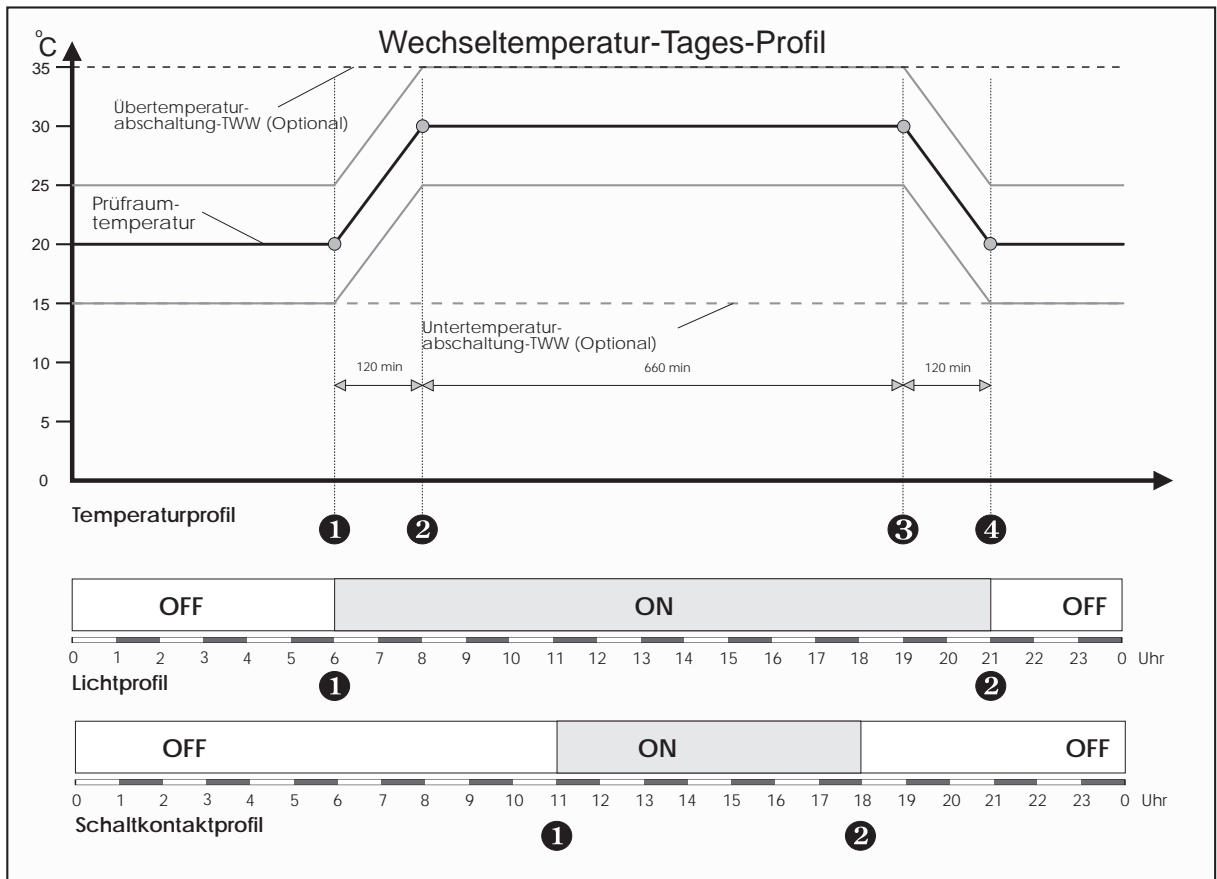 Wechseltemperatur-Tages-Profil
°C
35
Übertemperatur-
abschaltung-TWW (Optional)
30
25
Prüfraum-
temperatur
20
15
Untertemperatur-
abschaltung-TWW (Optional)
10
120 min
660 min
120 min
5
0
Temperaturprofil
1 2 3 4
OFF ON OFF
0 1 2 3 4 5 6 7 8 9 10 11 12 13 14 15 16 17 18 19 20 21 22 23 0 Uhr
Lichtprofil
1 2
OFF ON OFF
0 1 2 3 4 5 6 7 8 9 10 11 12 13 14 15 16 17 18 19 20 21 22 23 0 Uhr
Schaltkontaktprofil
1 2